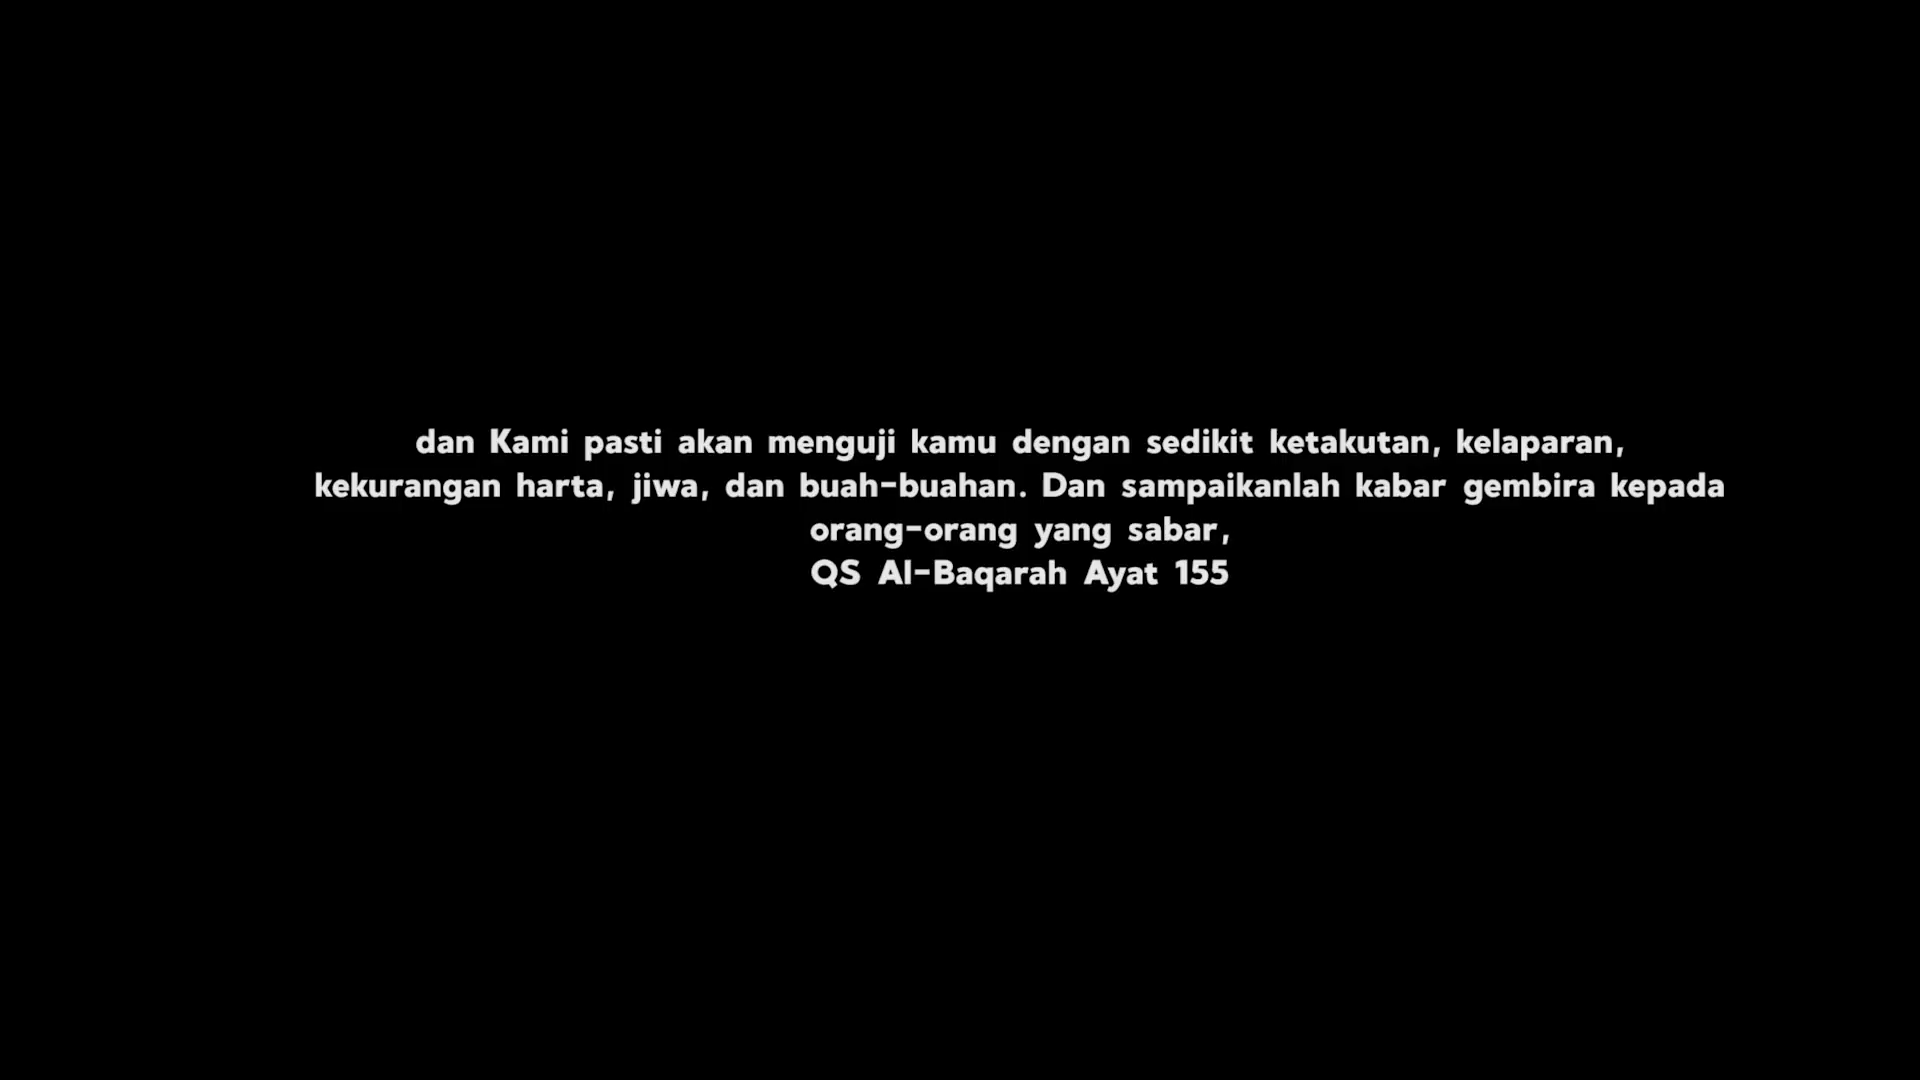 dan Kami pasti akan menguji kamu dengan sedikit ketakutan, kelaparan,
kekurangan harta, jiwa, dan buah-buahan. Dan sampaikanlah kabar gembira kepada
orang-orang yang sabar,
QS Al-Baqarah Ayat 155